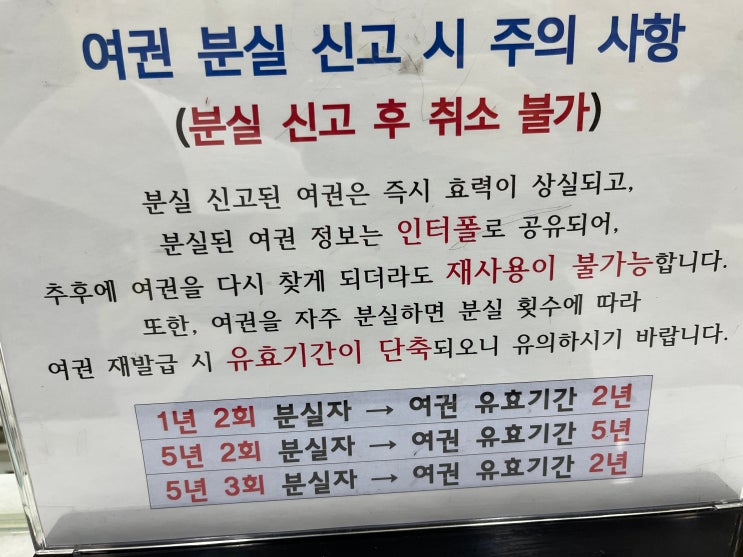 여권 분실 신고 시 주의 사항
(분실 신고 후 취소 불가)
분실 신고된 여권은 즉시 효력이 상실되고,
분실된 여권 정보는 인터폴로 공유되어,
추후에 여권을 다시 찾게 되더라도 재사용이 불가능합니다.
또한, 여권을 자주 분실하면 분실 횟수에 따라
여권 재발급 시 유효기간이 단축되오니 유의하시기 바랍니다.
1년 2회 분실자 → 여권 유효기간 2년
5년 2회 분실자 → 여권 유효기간 5년
5년 3회 분실자 → 여권 유효기간 2년